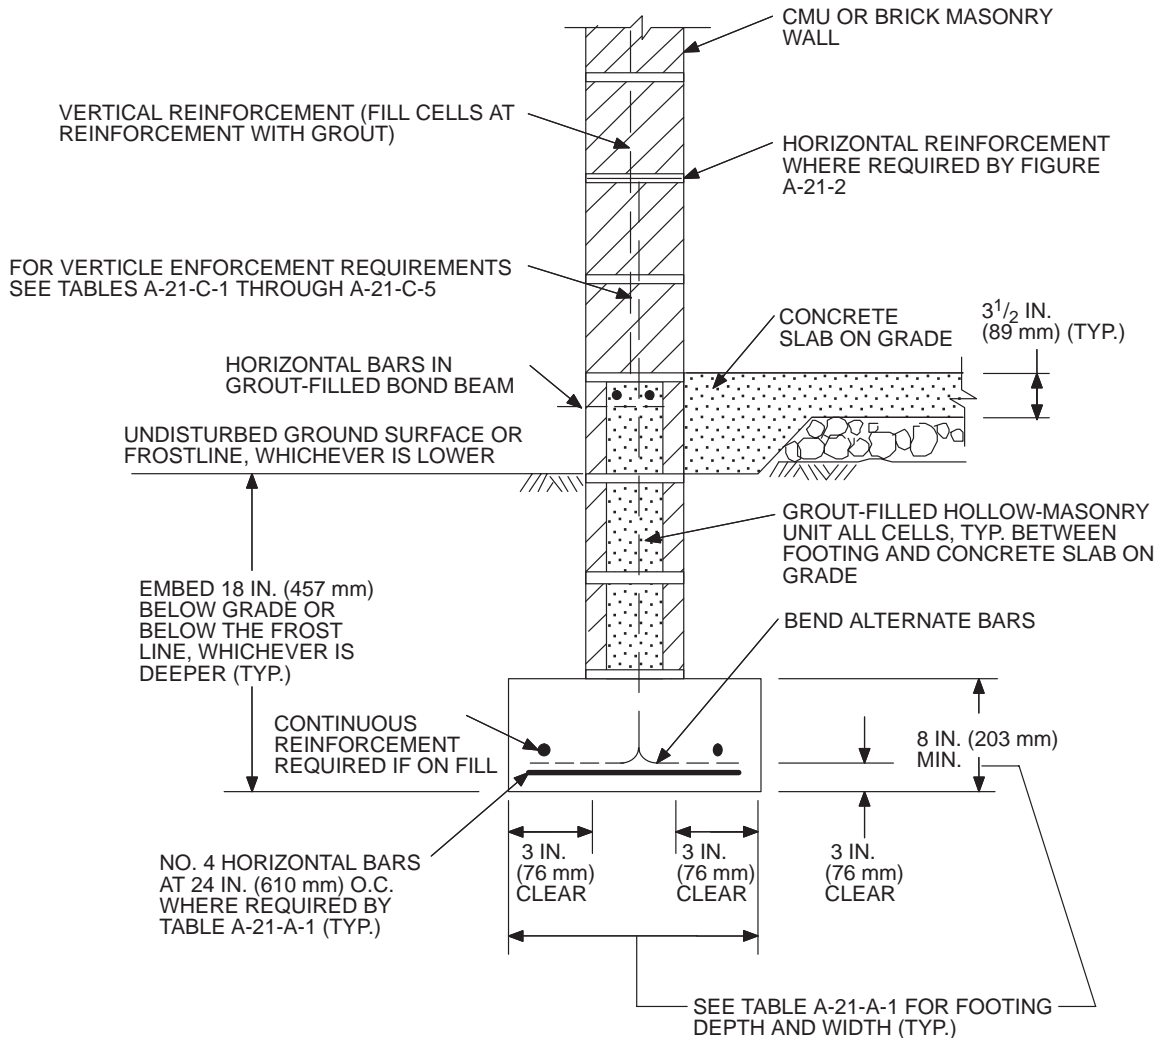 CMU OR BRICK MASONRY
WALL
VERTICAL REINFORCEMENT (FILL CELLS AT
REINFORCEMENT WITH GROUT)
HORIZONTAL REINFORCEMENT
WHERE REQUIRED BY FIGURE
A-21-2
FOR VERTICLE ENFORCEMENT REQUIREMENTS
SEE TABLES A-21-C-1 THROUGH A-21-C-5
CONCRETE
SLAB ON GRADE
3 1/2 IN.
(89 mm) (TYP.)
HORIZONTAL BARS IN
GROUT-FILLED BOND BEAM
UNDISTURBED GROUND SURFACE OR
FROSTLINE, WHICHEVER IS LOWER
GROUT-FILLED HOLLOW-MASONRY
UNIT ALL CELLS, TYP. BETWEEN
FOOTING AND CONCRETE SLAB ON
GRADE
EMBED 18 IN. (457 mm)
BELOW GRADE OR
BELOW THE FROST
LINE, WHICHEVER IS
DEEPER (TYP.)
BEND ALTERNATE BARS
CONTINUOUS
REINFORCEMENT
REQUIRED IF ON FILL
8 IN. (203 mm)
MIN.
NO. 4 HORIZONTAL BARS
AT 24 IN. (610 mm) O.C.
WHERE REQUIRED BY
TABLE A-21-A-1 (TYP.)
3 IN.
(76 mm)
CLEAR
3 IN.
(76 mm)
CLEAR
3 IN.
(76 mm)
CLEAR
SEE TABLE A-21-A-1 FOR FOOTING
DEPTH AND WIDTH (TYP.)